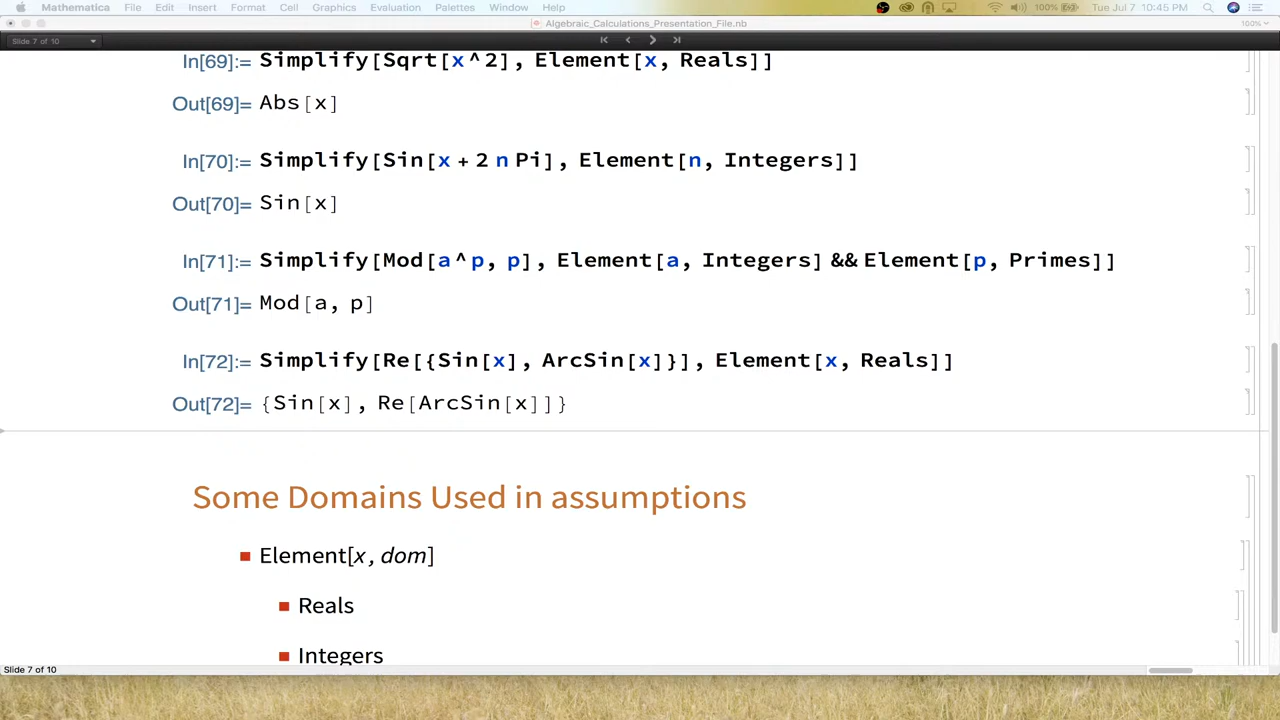 Mathematica File Edit Insert Format Cell Graphics Evaluation Palettes Window Help 100% Tue Jul 7 10:45 PM
Algebraic_Calculations_Presentation_File.nb 100%
Slide 7 of 10
In[69]:= Simplify[Sqrt[x^2], Element[x, Reals]]
Out[69]= Abs[x]
In[70]:= Simplify[Sin[x + 2 n Pi], Element[n, Integers]]
Out[70]= Sin[x]
In[71]:= Simplify[Mod[a^p, p], Element[a, Integers] && Element[p, Primes]]
Out[71]= Mod[a, p]
In[72]:= Simplify[Re[{Sin[x], ArcSin[x]}], Element[x, Reals]]
Out[72]= {Sin[x], Re[ArcSin[x]]}
Some Domains Used in assumptions
Element[x, dom]
Reals
Integers
Slide 7 of 10